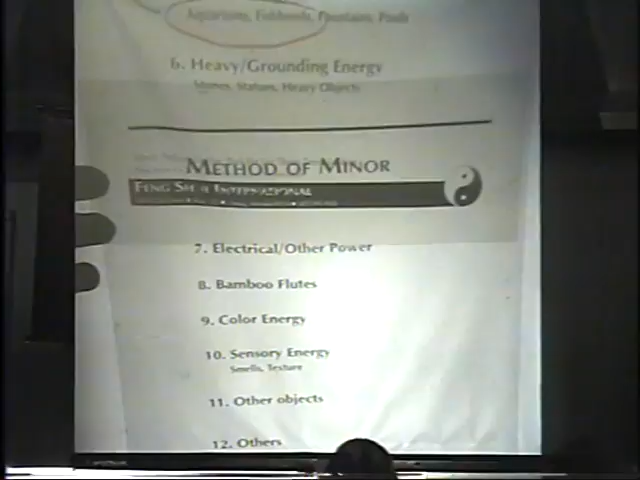 Aquariums, Fishbowls, Fountains, Pools
6. Heavy/Grounding Energy
Stones, Statues, Heavy Objects
METHOD OF MINOR
FENG SHUI INTERNATIONAL
7. Electrical/Other Power
8. Bamboo Flutes
9. Color Energy
10. Sensory Energy
Smells, Texture
11. Other objects
12. Others